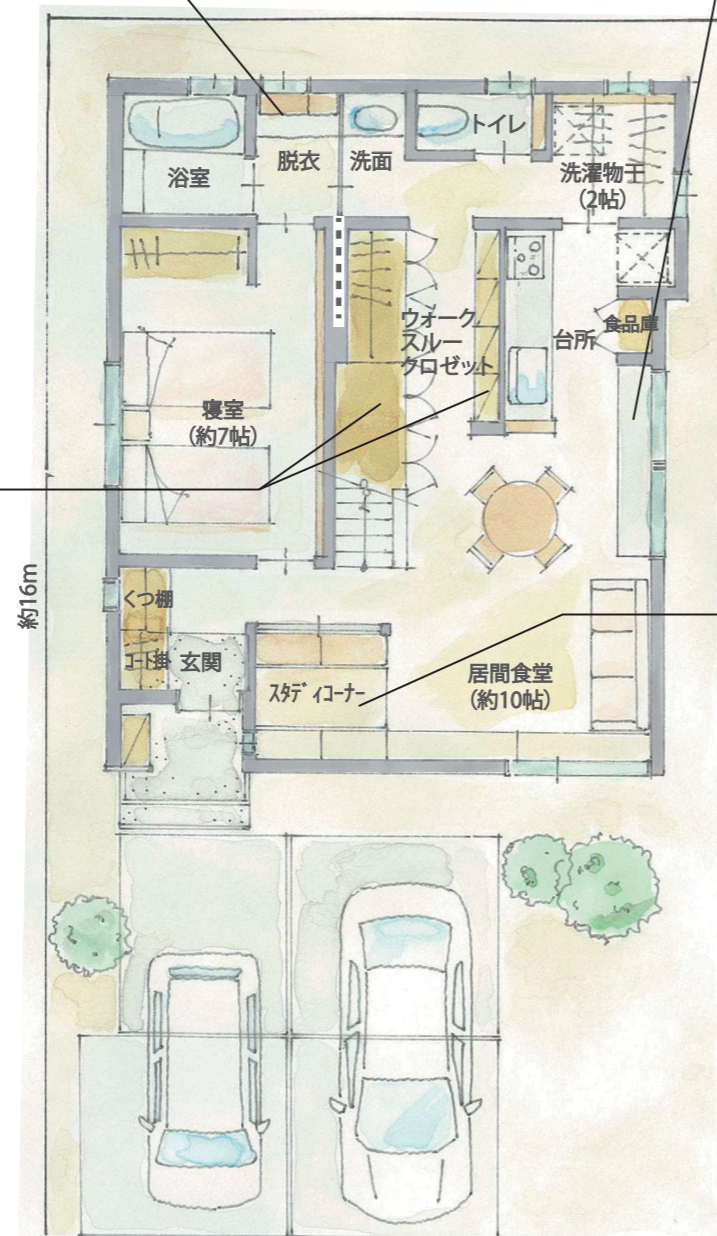 トイレ
浴室
脱衣
洗面
洗濯物干
(2帖)
ウォーク
スルー
クロゼット
台所
食品庫
寝室
(約7帖)
約16m
くつ棚
コート掛
玄関
スタディコーナー
居間食堂
(約10帖)